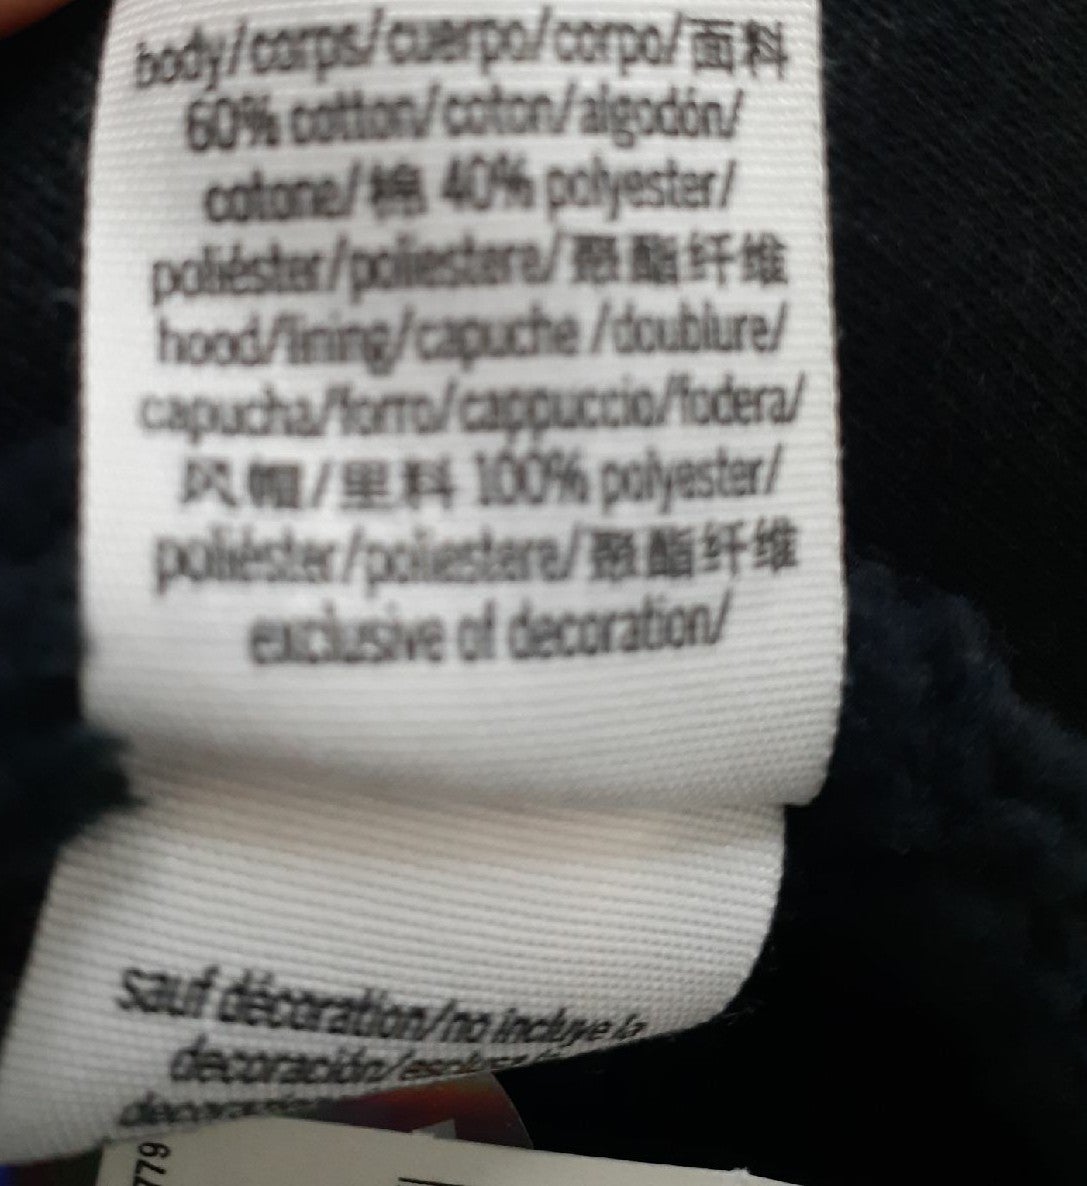 body/corps/cuerpo/corpo/面料
60% cotton/coton/algodón/
cotone/棉 40% polyester/
poliéster/poliestere/聚酯纤维
hood/lining/capuche /doublure/
capucha/forro/cappuccio/fodera/
风帽/里料 100% polyester/
poliéster/poliestere/聚酯纤维
exclusive of decoration/
sauf décoration/no incluye la
decoración/
779